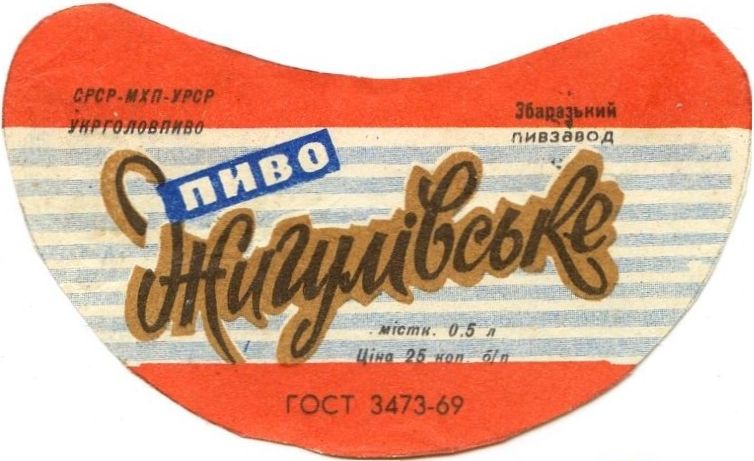 СРСР-МХП-УРСР
УКРГОЛОВПИВО
Збаразький
пивзавод
ПИВО
Жигулівське
містк. 0.5 л
Ціна 25 коп. б/п
ГОСТ 3473-69